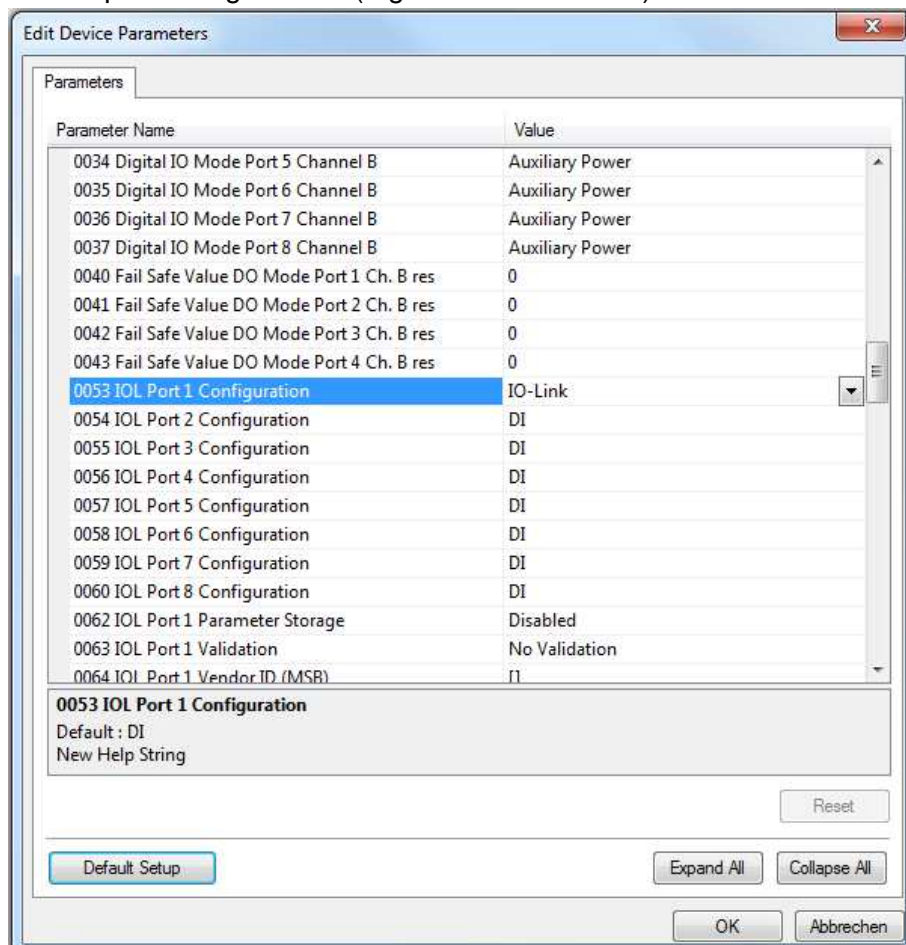 Edit Device Parameters
Parameters
Parameter Name Value
0034 Digital IO Mode Port 5 Channel B Auxiliary Power
0035 Digital IO Mode Port 6 Channel B Auxiliary Power
0036 Digital IO Mode Port 7 Channel B Auxiliary Power
0037 Digital IO Mode Port 8 Channel B Auxiliary Power
0040 Fail Safe Value DO Mode Port 1 Ch. B res 0
0041 Fail Safe Value DO Mode Port 2 Ch. B res 0
0042 Fail Safe Value DO Mode Port 3 Ch. B res 0
0043 Fail Safe Value DO Mode Port 4 Ch. B res 0
0053 IOL Port 1 Configuration IO-Link
0054 IOL Port 2 Configuration DI
0055 IOL Port 3 Configuration DI
0056 IOL Port 4 Configuration DI
0057 IOL Port 5 Configuration DI
0058 IOL Port 6 Configuration DI
0059 IOL Port 7 Configuration DI
0060 IOL Port 8 Configuration DI
0062 IOL Port 1 Parameter Storage Disabled
0063 IOL Port 1 Validation No Validation
0064 IOL Port 1 Vendor ID (MSB) []
0053 IOL Port 1 Configuration
Default : DI
New Help String
Reset
Default Setup Expand All Collapse All
OK Abbrechen